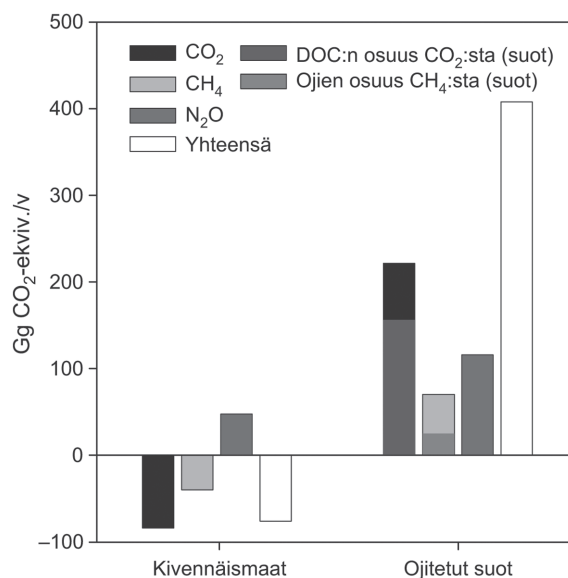 500
400
300
200
100
0
–100
Gg CO₂-ekviv./v
CO₂
CH₄
N₂O
Yhteensä
DOC:n osuus CO₂:sta (suot)
Ojien osuus CH₄:sta (suot)
Kivennäismaat
Ojitetut suot